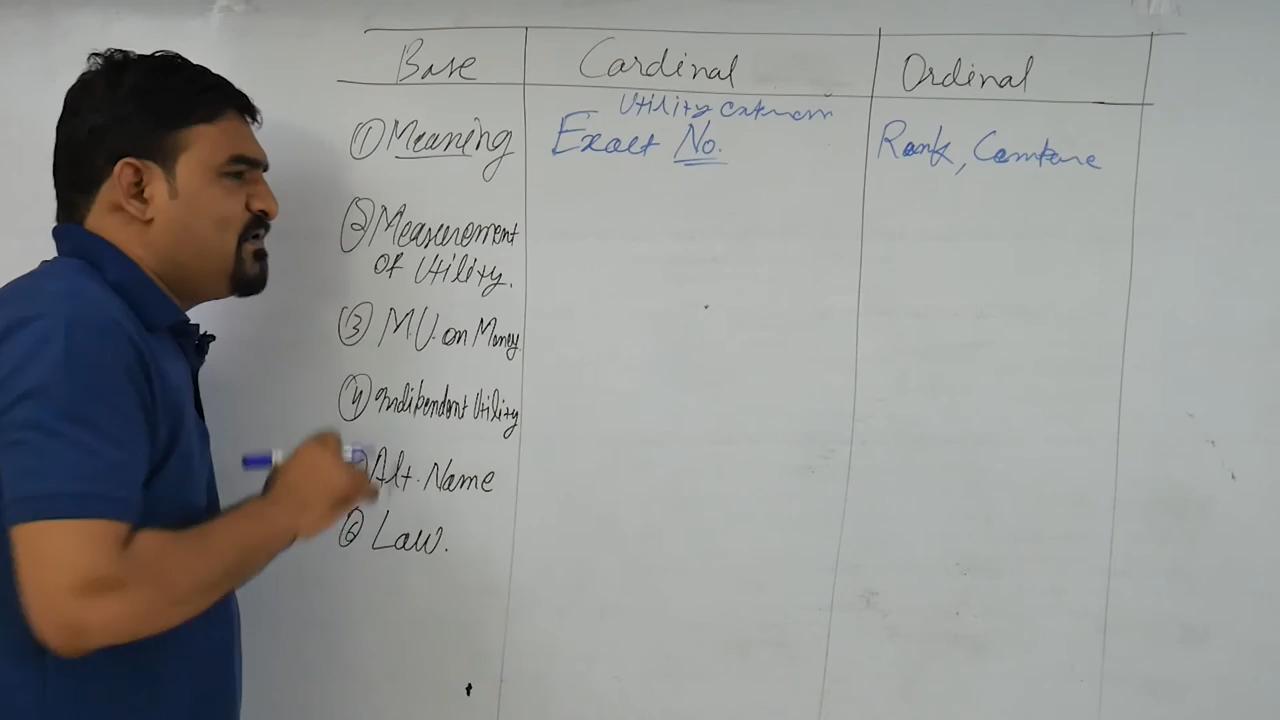 Base Cardinal Ordinal
① Meaning Utility Exact No. Rank, Compare
② Measurement
of Utility.
③ MU. on Money
④ Independent Utility
Alt. Name
⑥ Law.